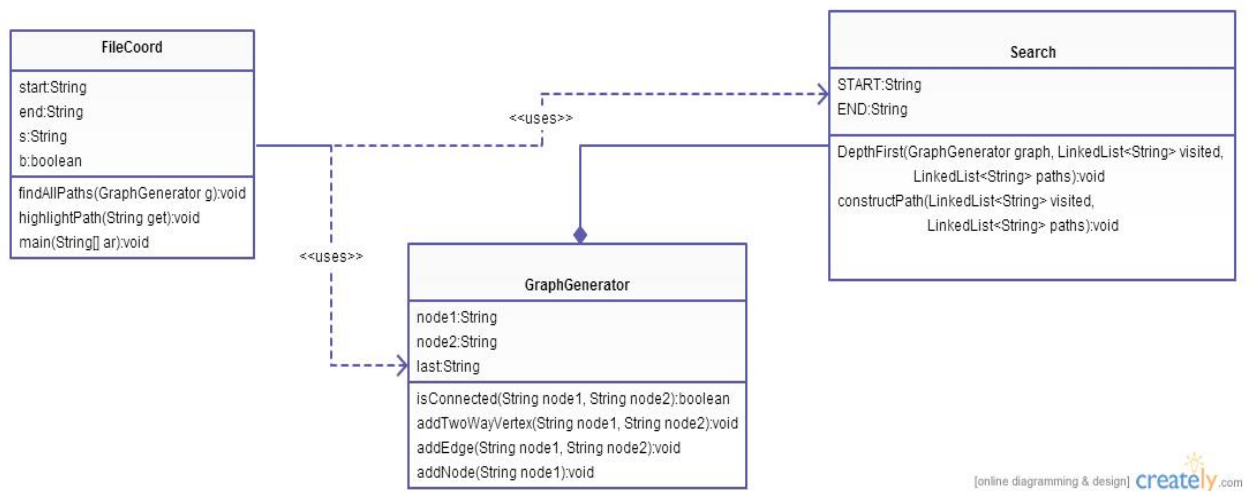 FileCoord
start:String
end:String
s:String
b:boolean
findAllPaths(GraphGenerator g):void
highlightPath(String get):void
main(String[] ar):void
<<uses>>
<<uses>>
Search
START:String
END:String
DepthFirst(GraphGenerator graph, LinkedList<String> visited,
LinkedList<String> paths):void
constructPath(LinkedList<String> visited,
LinkedList<String> paths):void
GraphGenerator
node1:String
node2:String
last:String
isConnected(String node1, String node2):boolean
addTwoWayVertex(String node1, String node2):void
addEdge(String node1, String node2):void
addNode(String node1):void
[online diagramming & design] creately.com